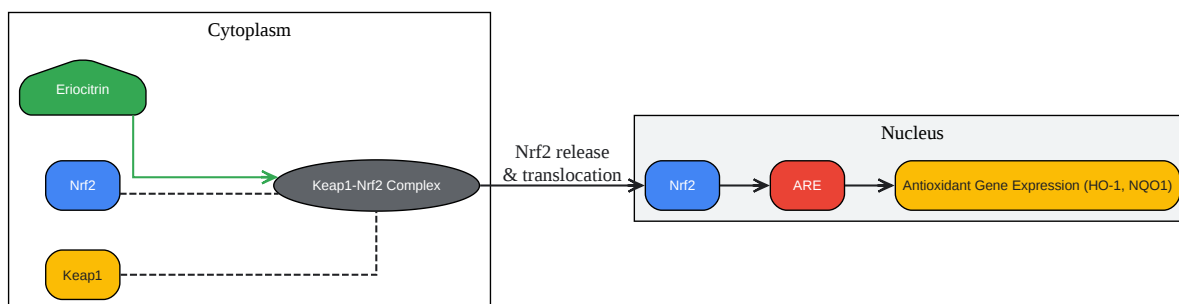 Cytoplasm
Eriocitrin
Nrf2
Keap1-Nrf2 Complex
Keap1
Nrf2 release
& translocation
Nucleus
Nrf2
ARE
Antioxidant Gene Expression (HO-1, NQO1)